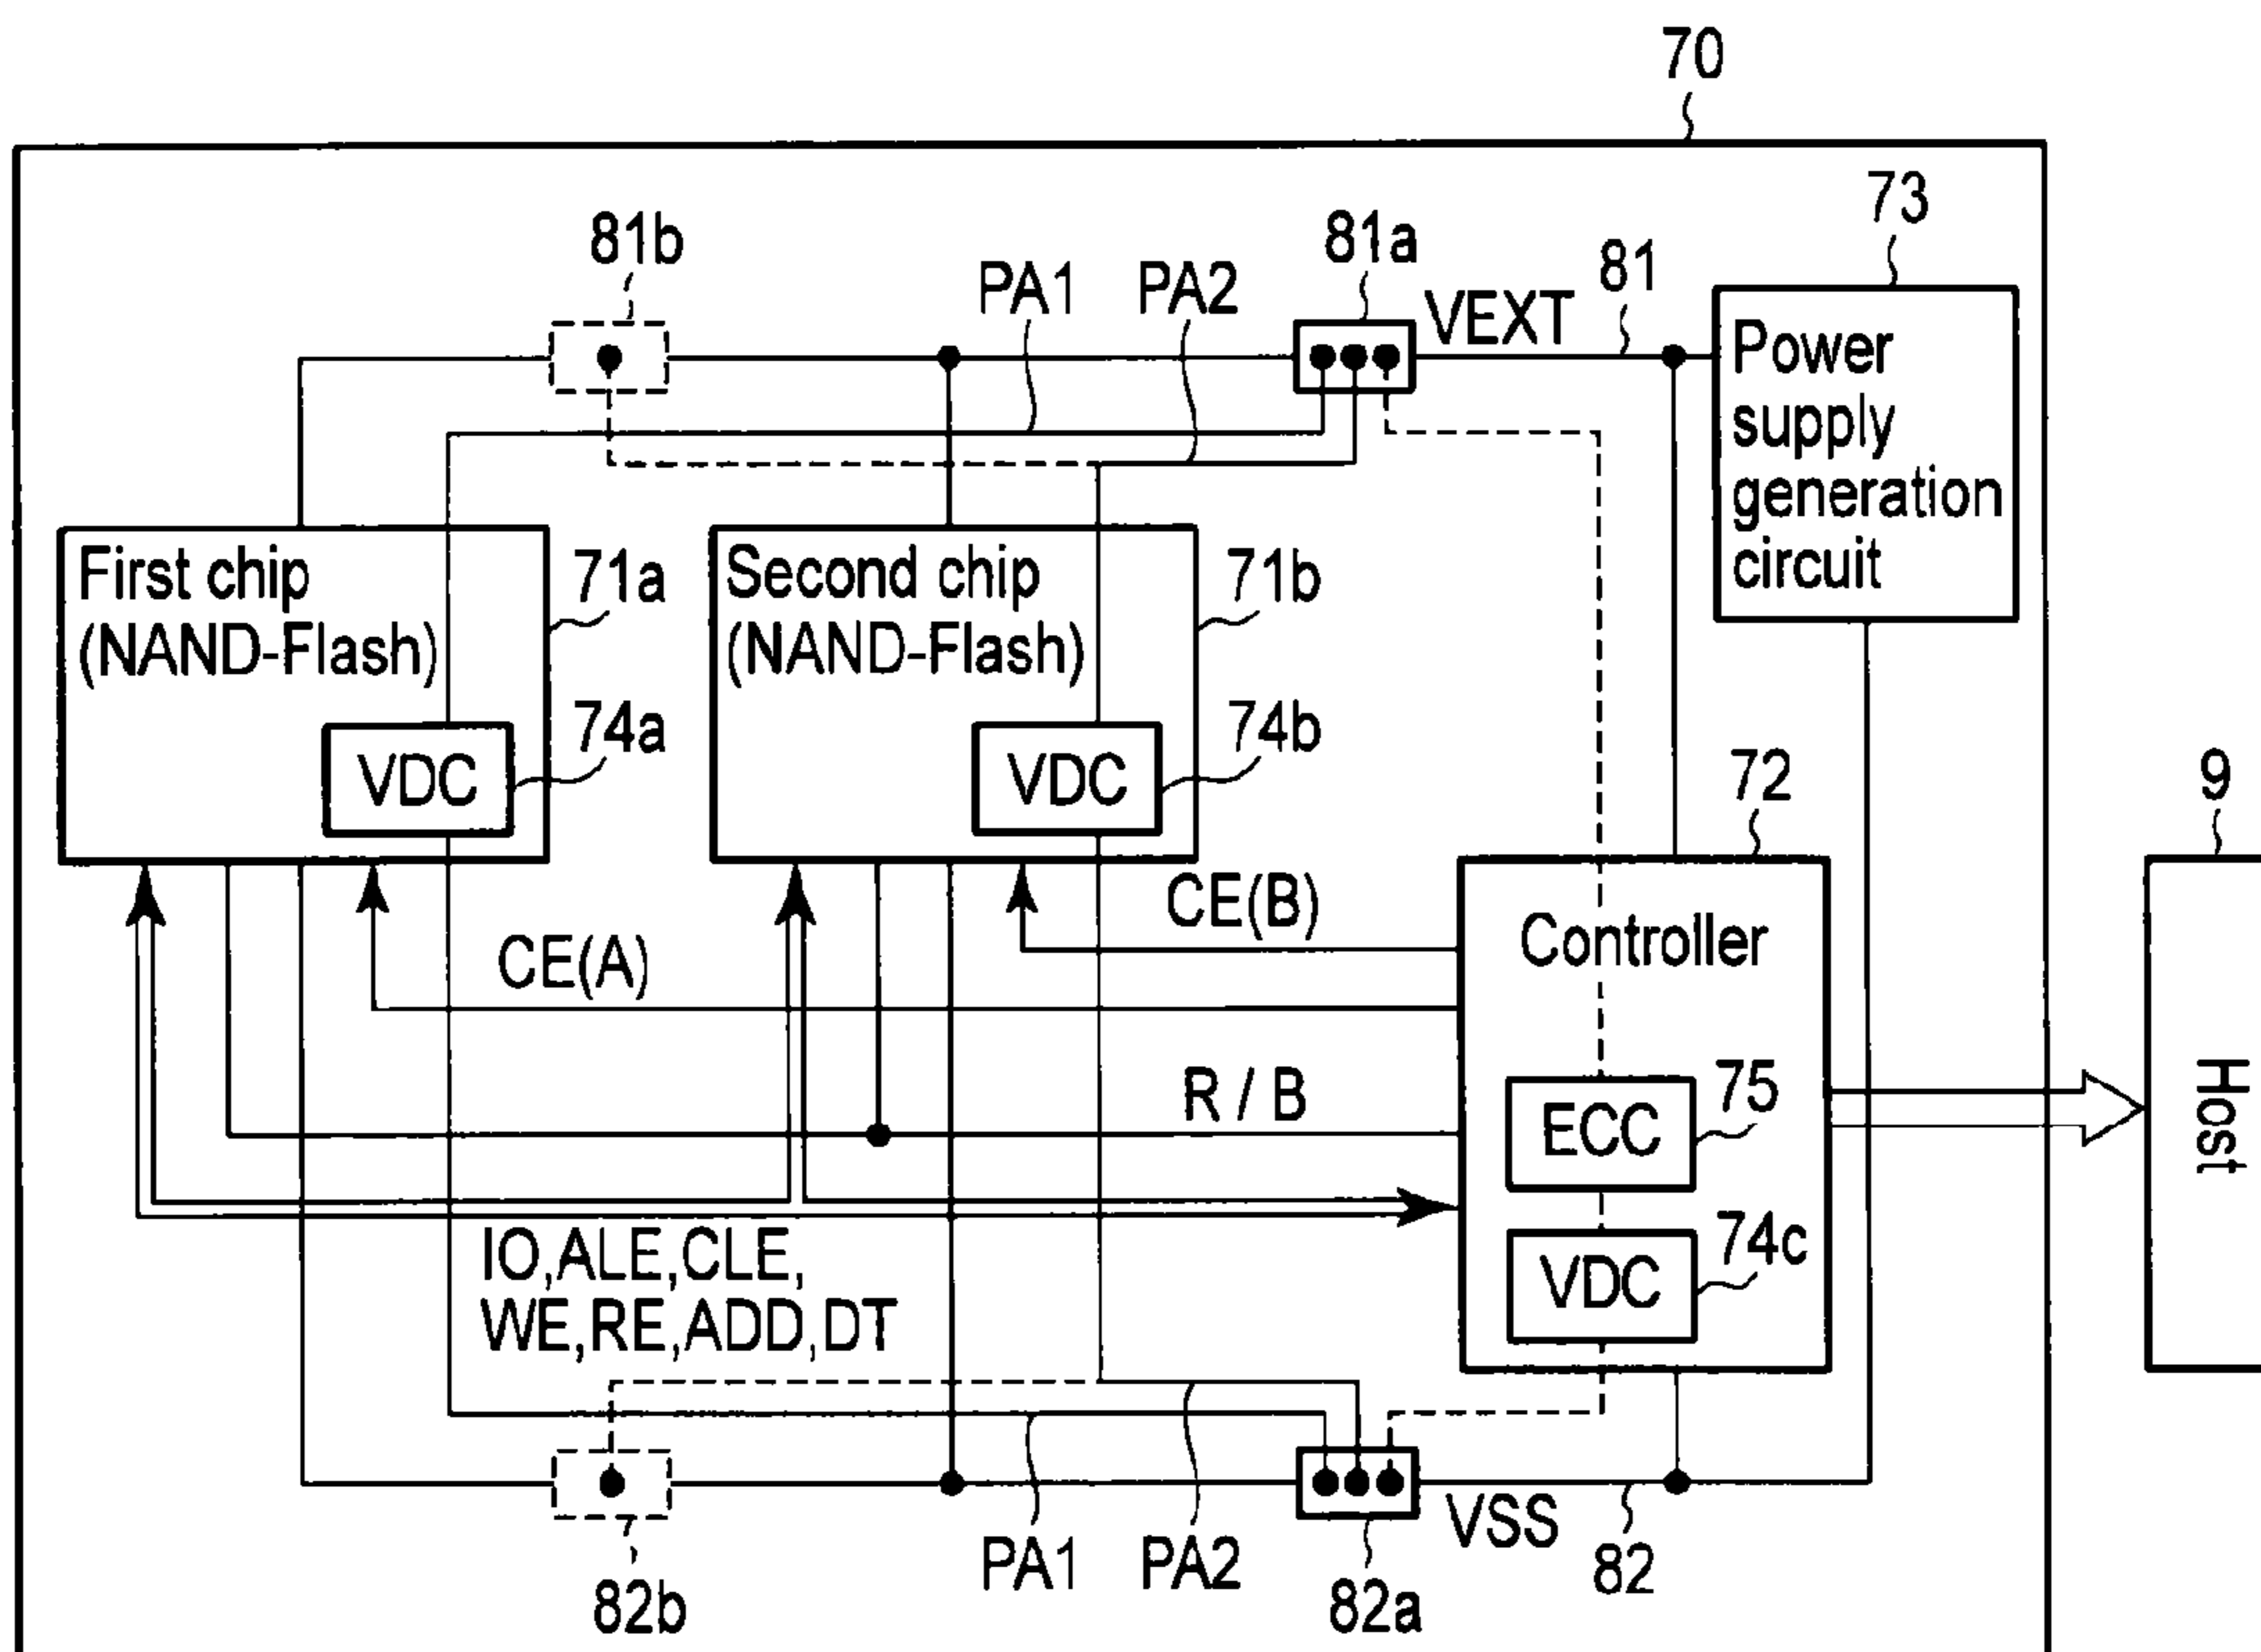 70
73
81b
81a
81
PA1
PA2
VEXT
Power
supply
generation
circuit
First chip
(NAND-Flash)
71a
Second chip
(NAND-Flash)
71b
74a
74b
VDC
VDC
72
9
CE(B)
Controller
CE(A)
R / B
75
ECC
Host
74c
VDC
IO,ALE,CLE,
WE,RE,ADD,DT
VSS
PA1
PA2
82
82b
82a